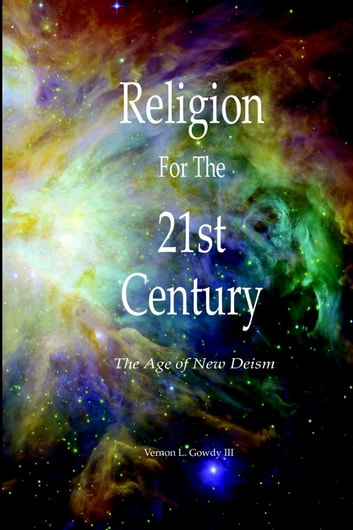 Religion
For The
21st
Century
The Age of New Deism
Vernon L. Gowdy III